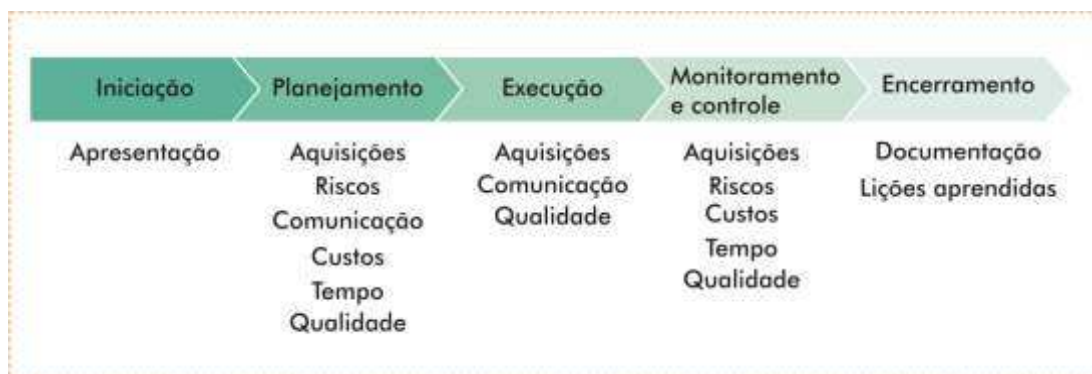 Iniciação
Planejamento
Execução
Monitoramento
e controle
Encerramento
Apresentação
Aquisições
Riscos
Comunicação
Custos
Tempo
Qualidade
Aquisições
Comunicação
Qualidade
Aquisições
Riscos
Custos
Tempo
Qualidade
Documentação
Lições aprendidas